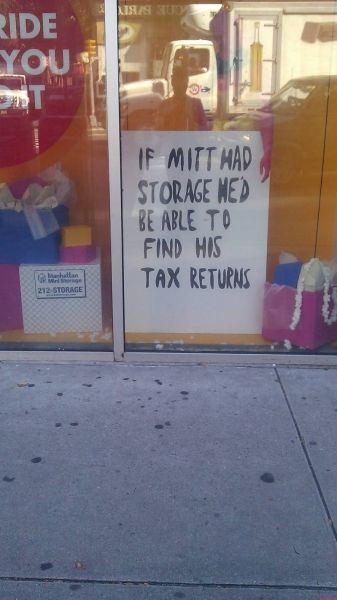 RIDE
YOU
IF MITT HAD
STORAGE HE'D
BE ABLE TO
FIND HIS
TAX RETURNS
Manhattan
Mini Storage
212-STORAGE